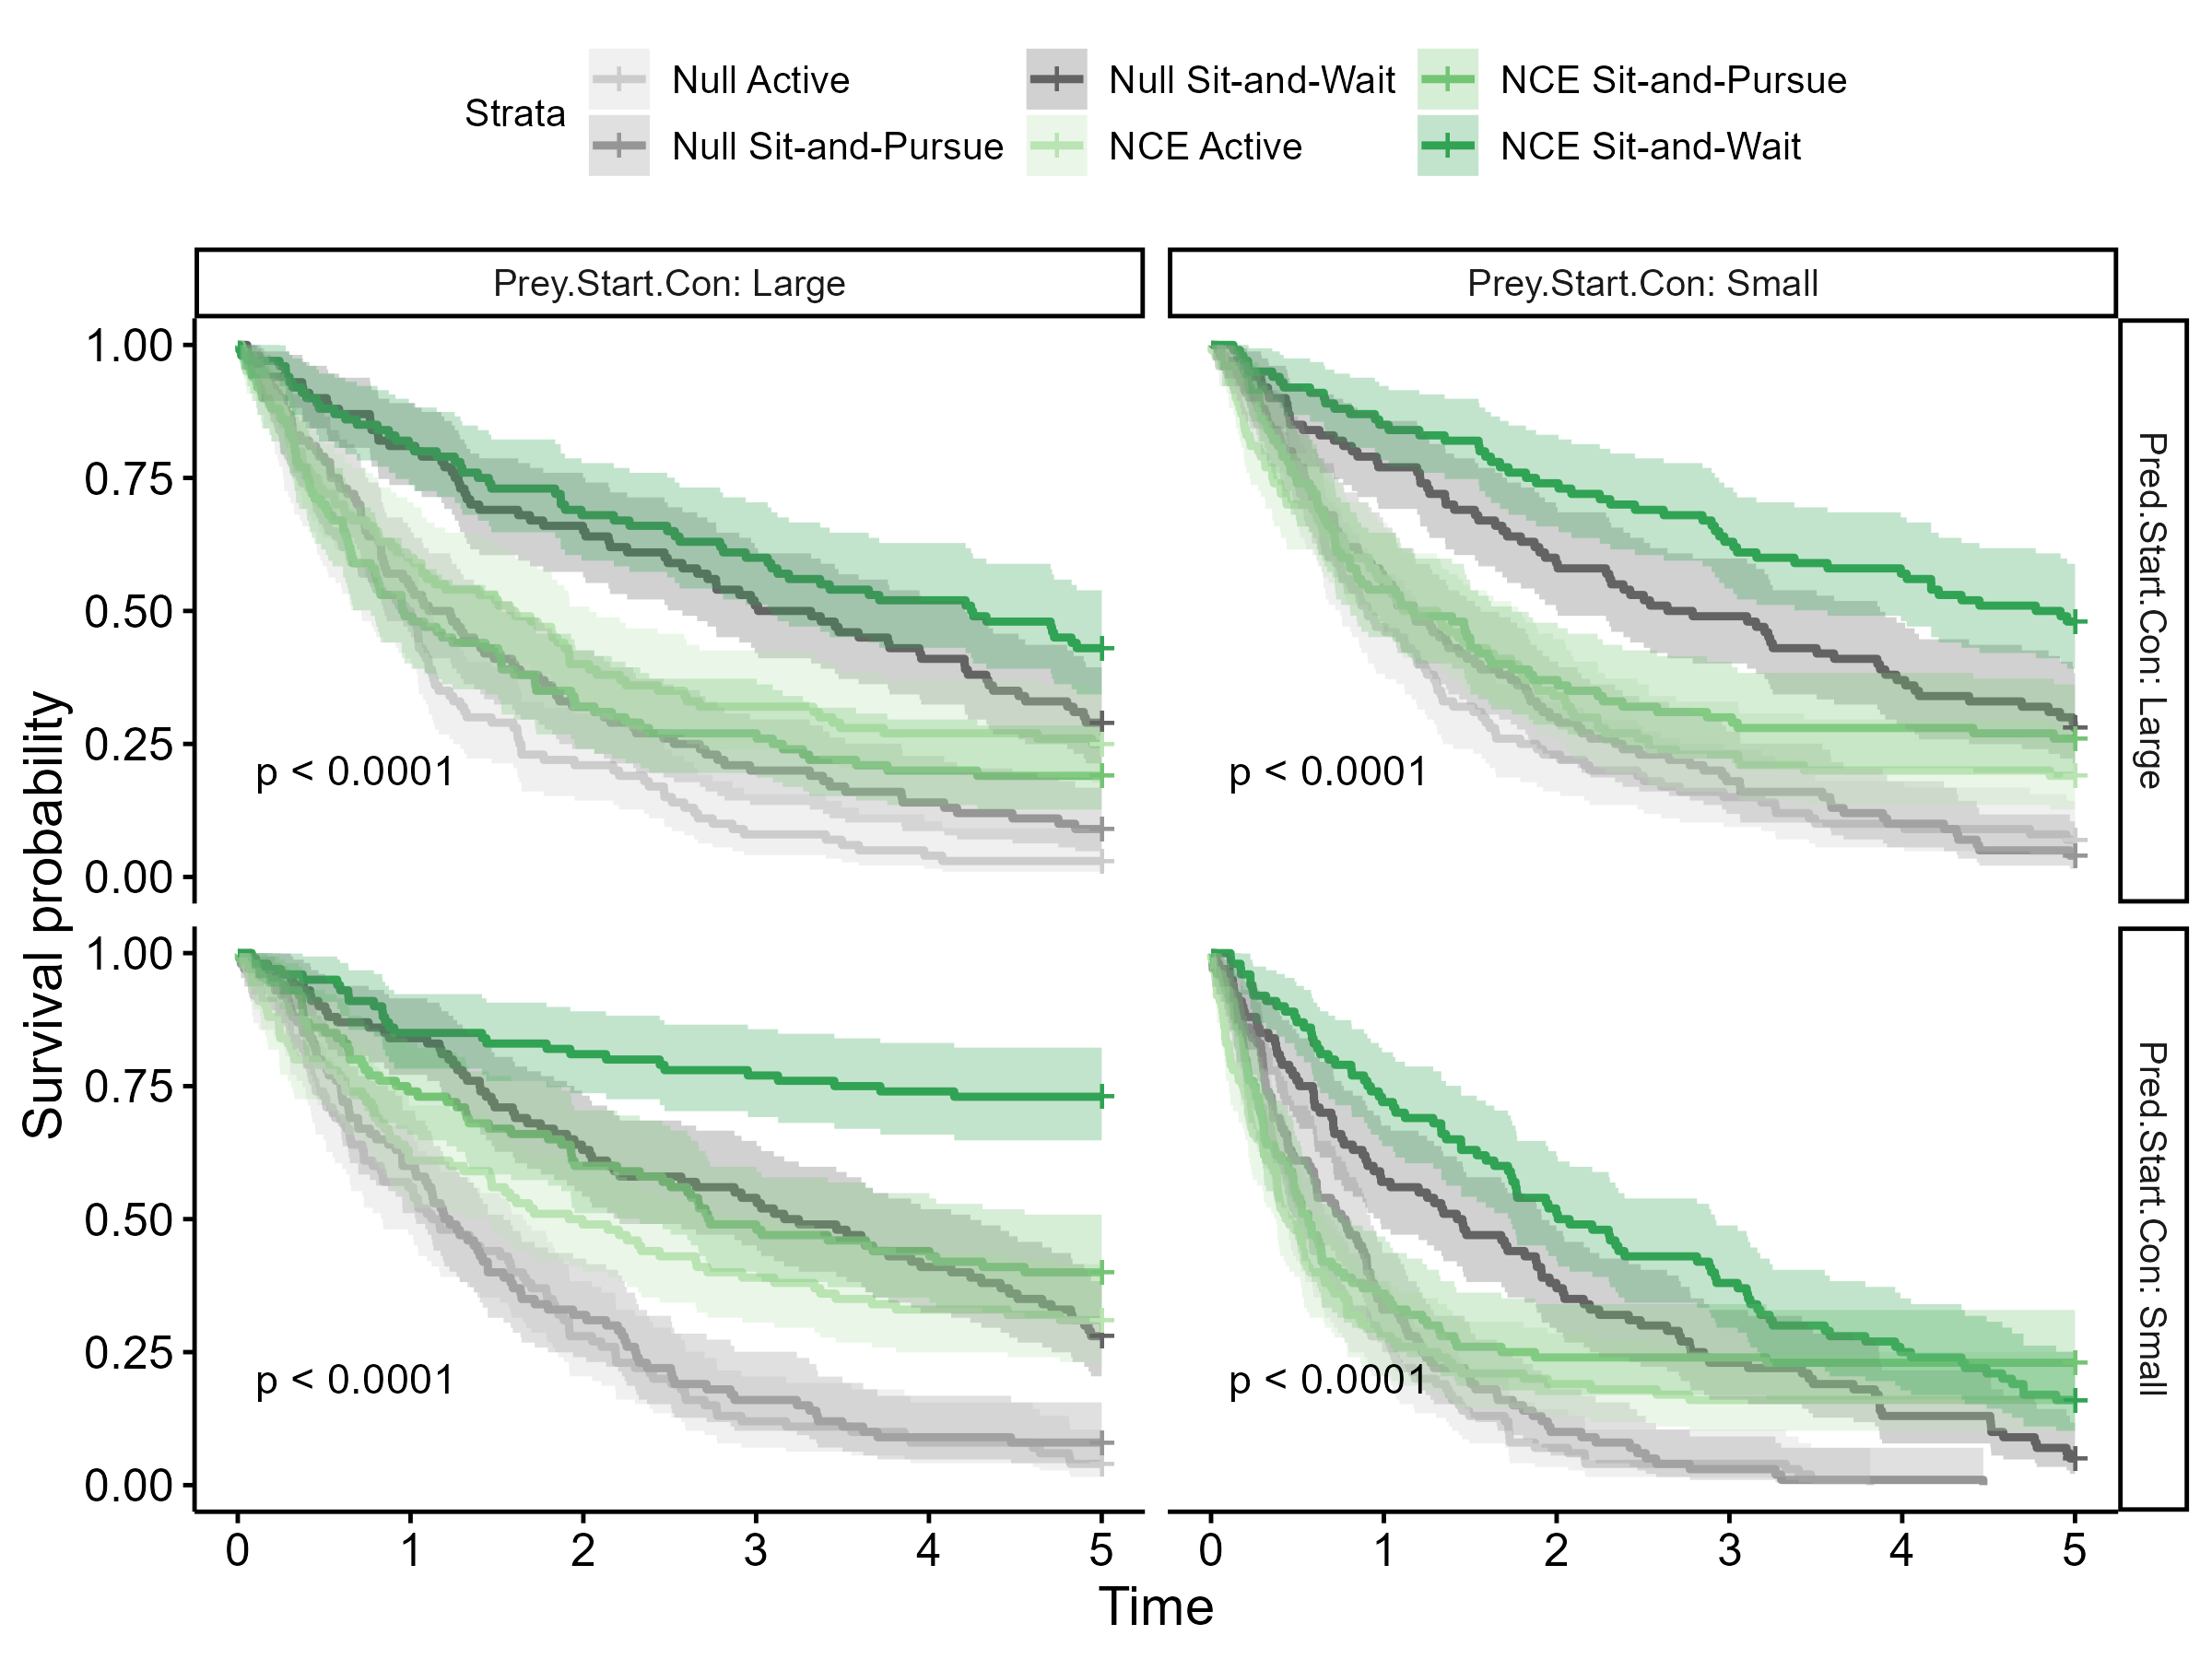 Strata
Null Active
Null Sit-and-Pursue
Null Sit-and-Wait
NCE Active
NCE Sit-and-Pursue
NCE Sit-and-Wait
Prey.Start.Con: Large
Prey.Start.Con: Small
Survival probability
1.00
0.75
0.50
0.25
0.00
p < 0.0001
p < 0.0001
Pred.Start.Con: Large
1.00
0.75
0.50
0.25
0.00
p < 0.0001
p < 0.0001
Pred.Start.Con: Small
0 1 2 3 4 5
0 1 2 3 4 5
Time